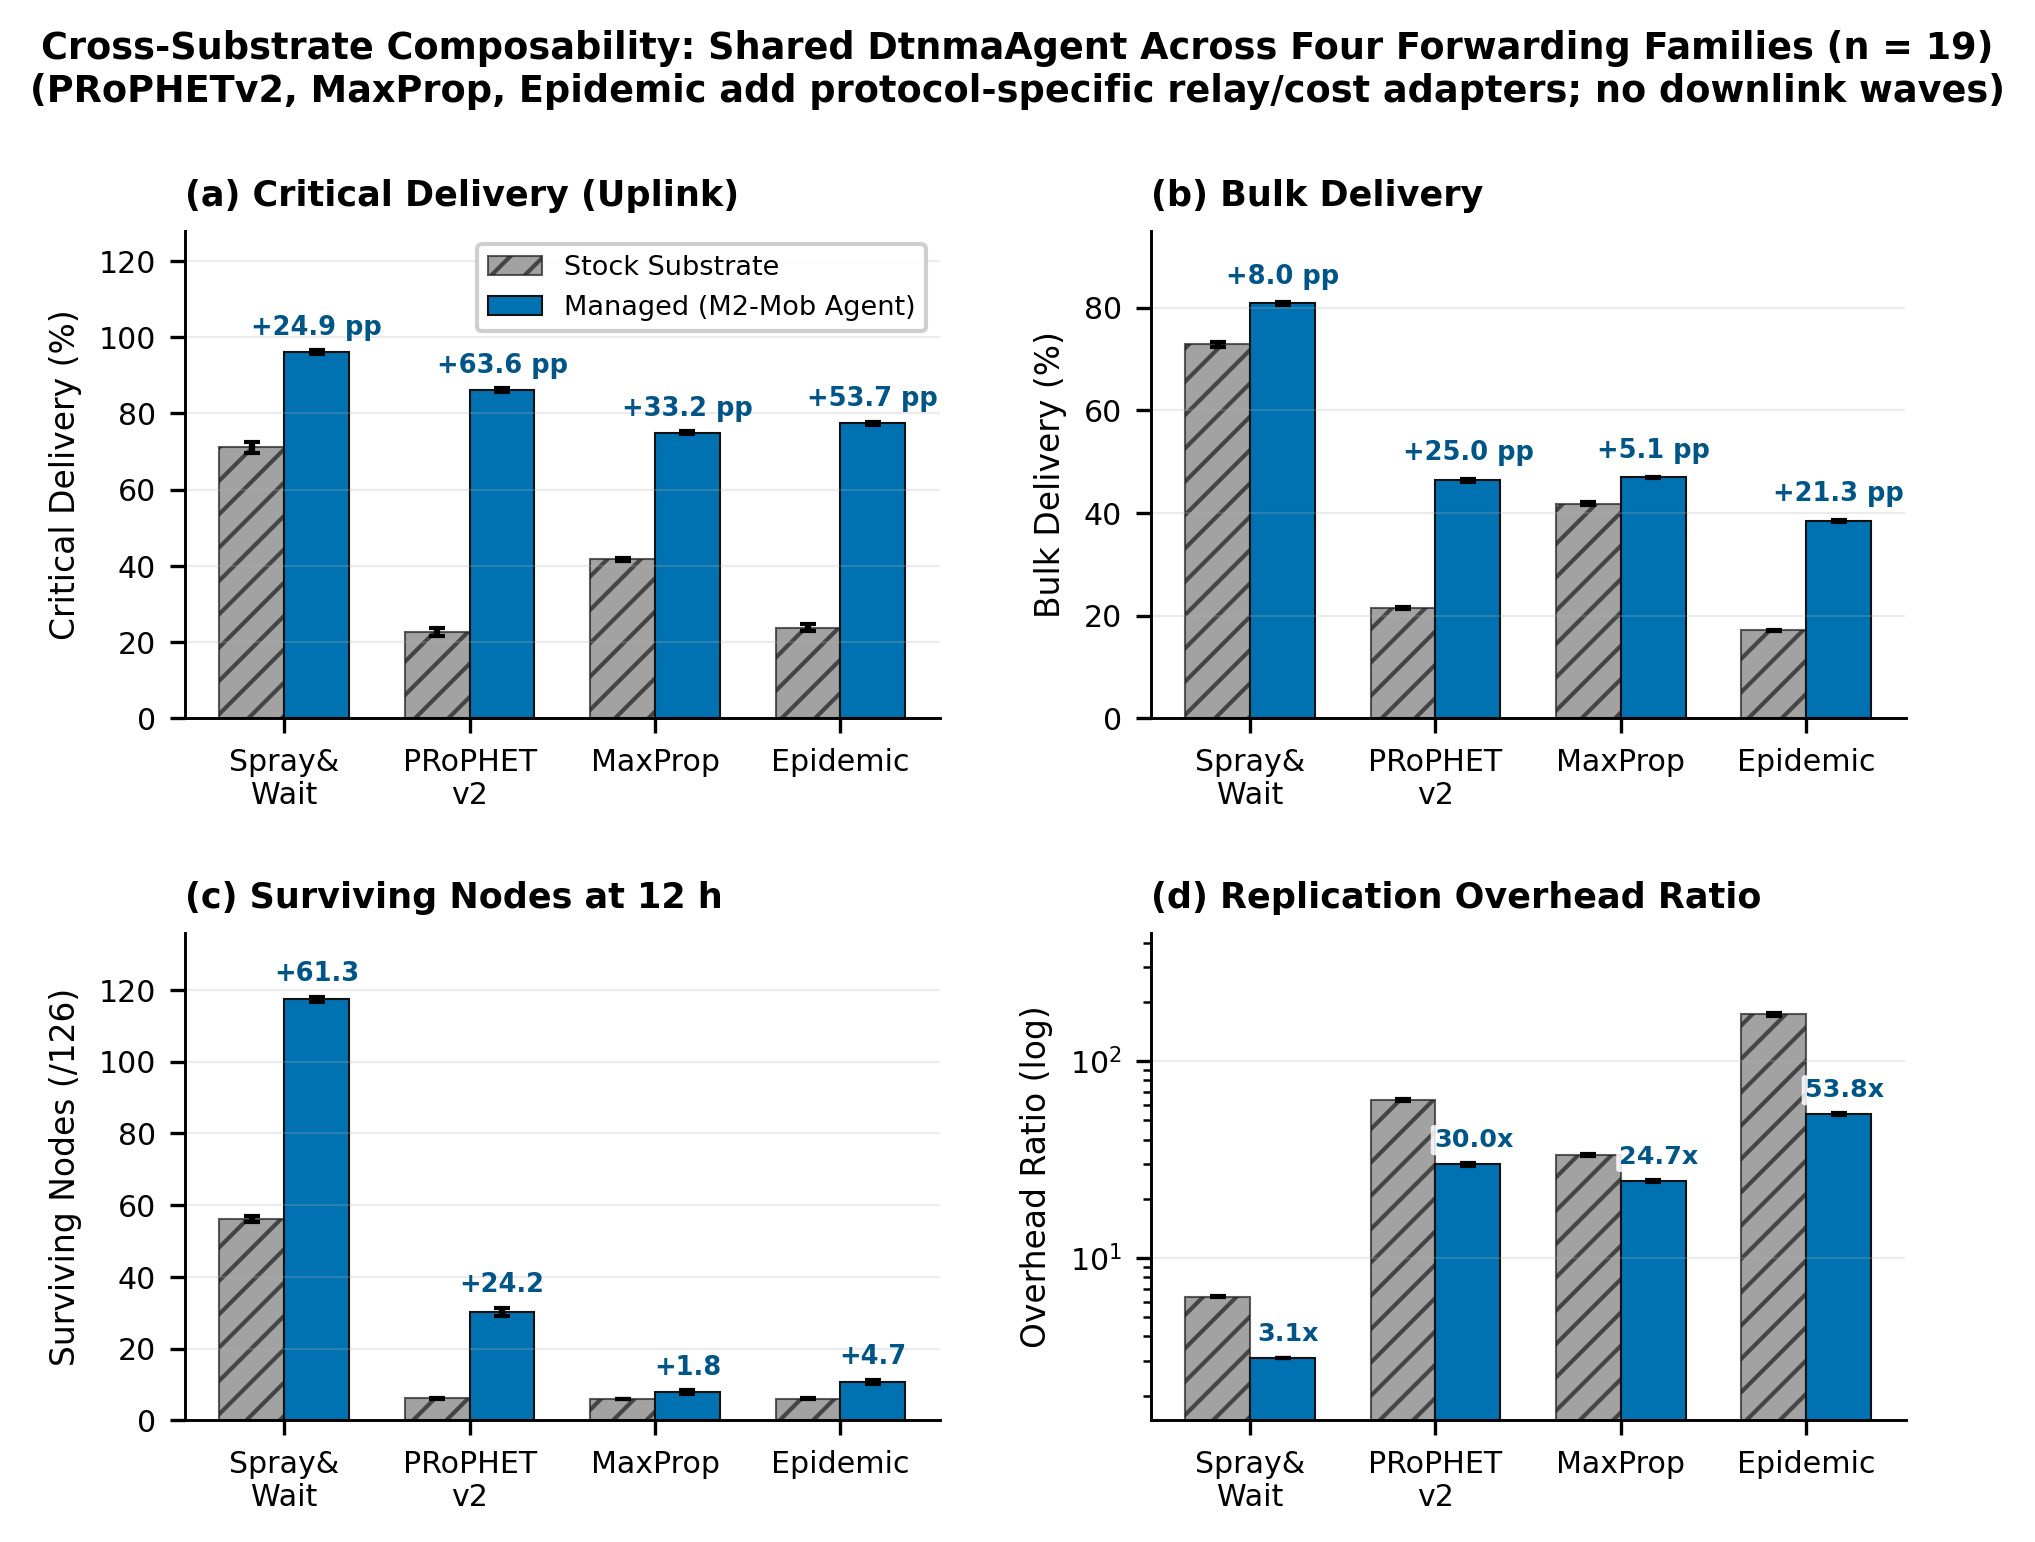 Cross-Substrate Composability: Shared DtnmaAgent Across Four Forwarding Families (n = 19)
(PRoPHETv2, MaxProp, Epidemic add protocol-specific relay/cost adapters; no downlink waves)
(a) Critical Delivery (Uplink)
Critical Delivery (%)
120
100
80
60
40
20
0
Stock Substrate
Managed (M2-Mob Agent)
+24.9 pp
+63.6 pp
+33.2 pp
+53.7 pp
Spray&
Wait
PRoPHET
v2
MaxProp
Epidemic
(b) Bulk Delivery
Bulk Delivery (%)
80
60
40
20
0
+8.0 pp
+25.0 pp
+5.1 pp
+21.3 pp
Spray&
Wait
PRoPHET
v2
MaxProp
Epidemic
(c) Surviving Nodes at 12 h
Surviving Nodes (/126)
120
100
80
60
40
20
0
+61.3
+24.2
+1.8
+4.7
Spray&
Wait
PRoPHET
v2
MaxProp
Epidemic
(d) Replication Overhead Ratio
Overhead Ratio (log)
10²
10¹
3.1x
30.0x
24.7x
53.8x
Spray&
Wait
PRoPHET
v2
MaxProp
Epidemic